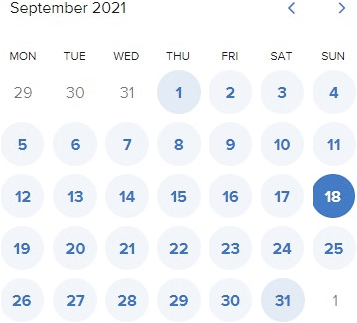 September 2021
MON TUE WED THU FRI SAT SUN
29 30 31 1 2 3 4
5 6 7 8 9 10 11
12 13 14 15 16 17 18
19 20 21 22 23 24 25
26 27 28 29 30 31 1